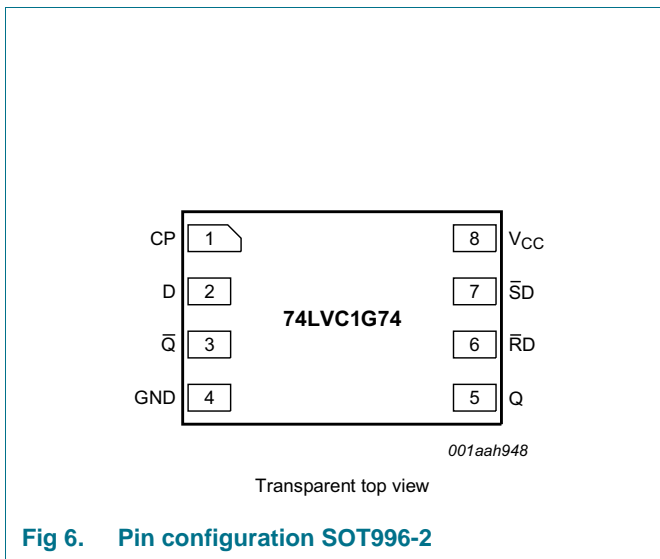 CP 1 8 V_CC
D 2 7 S̅D
74LVC1G74
Q̅ 3 6 R̅D
GND 4 5 Q
001aah948
Transparent top view
Fig 6. Pin configuration SOT996-2